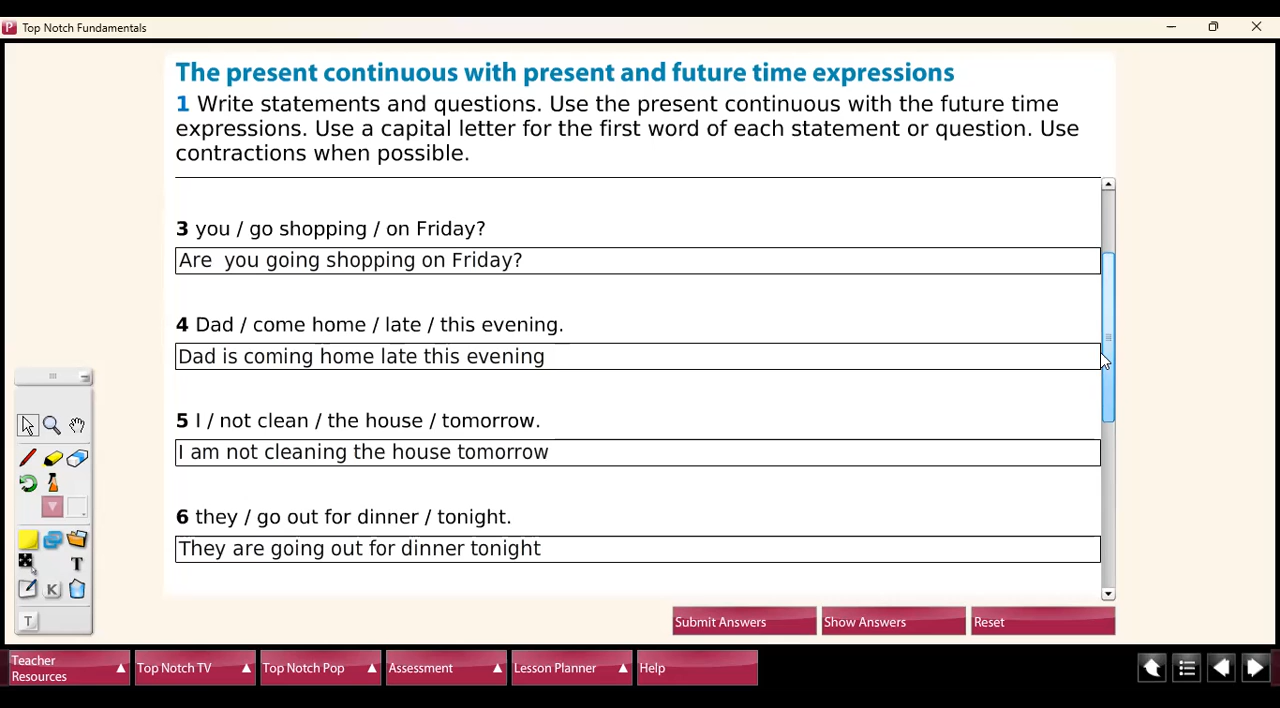 Top Notch Fundamentals
The present continuous with present and future time expressions
1 Write statements and questions. Use the present continuous with the future time
expressions. Use a capital letter for the first word of each statement or question. Use
contractions when possible.
3 you / go shopping / on Friday?
Are  you going shopping on Friday?
4 Dad / come home / late / this evening.
Dad is coming home late this evening
5 I / not clean / the house / tomorrow.
I am not cleaning the house tomorrow
6 they / go out for dinner / tonight.
They are going out for dinner tonight
T
K
T
Submit Answers
Show Answers
Reset
Teacher
Resources
Top Notch TV
Top Notch Pop
Assessment
Lesson Planner
Help